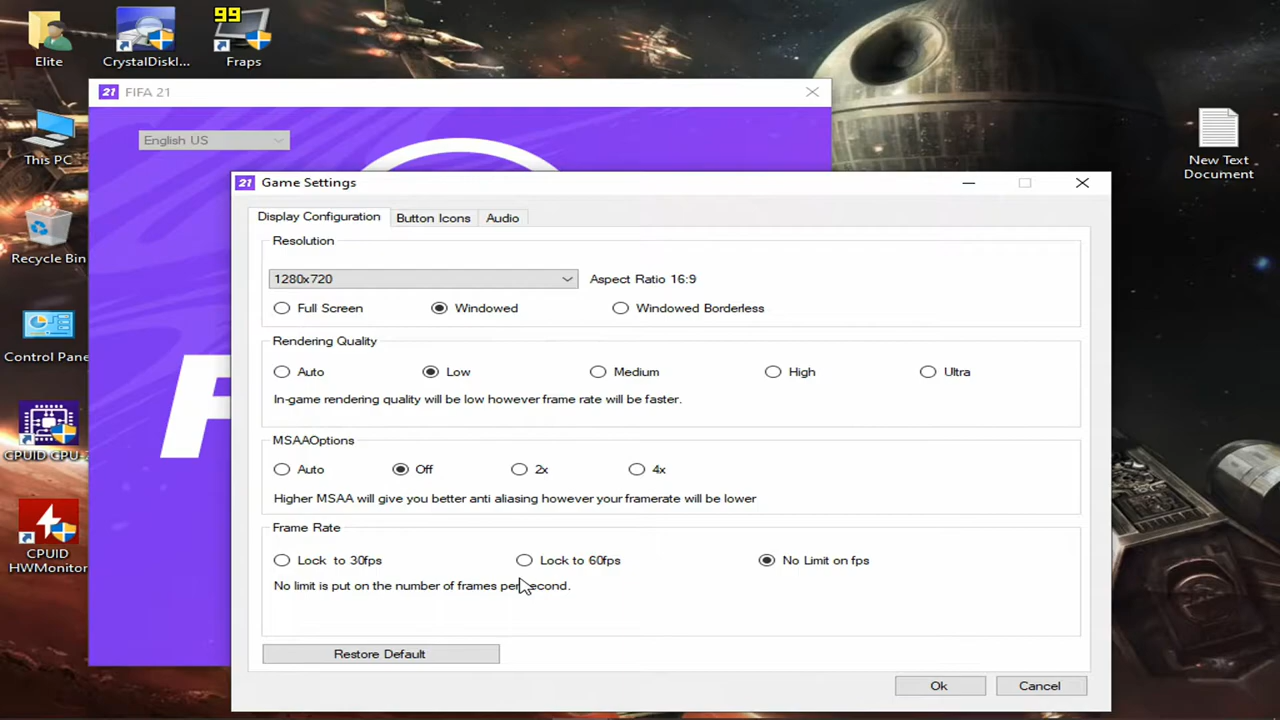 99
Elite
CrystalDiskI...
Fraps
21 FIFA 21
English US
This PC
New Text
Document
21 Game Settings
Display Configuration
Button Icons
Audio
Resolution
1280x720
Aspect Ratio 16:9
Full Screen
Windowed
Windowed Borderless
Recycle Bin
Rendering Quality
Auto
Low
Medium
High
Ultra
In-game rendering quality will be low however frame rate will be faster.
Control Pane
F
MSAAOptions
Auto
Off
2x
4x
Higher MSAA will give you better anti aliasing however your framerate will be lower
CPUID CPU-
Frame Rate
Lock to 30fps
Lock to 60fps
No Limit on fps
No limit is put on the number of frames per second.
CPUID
HWMonitor
Restore Default
Ok
Cancel